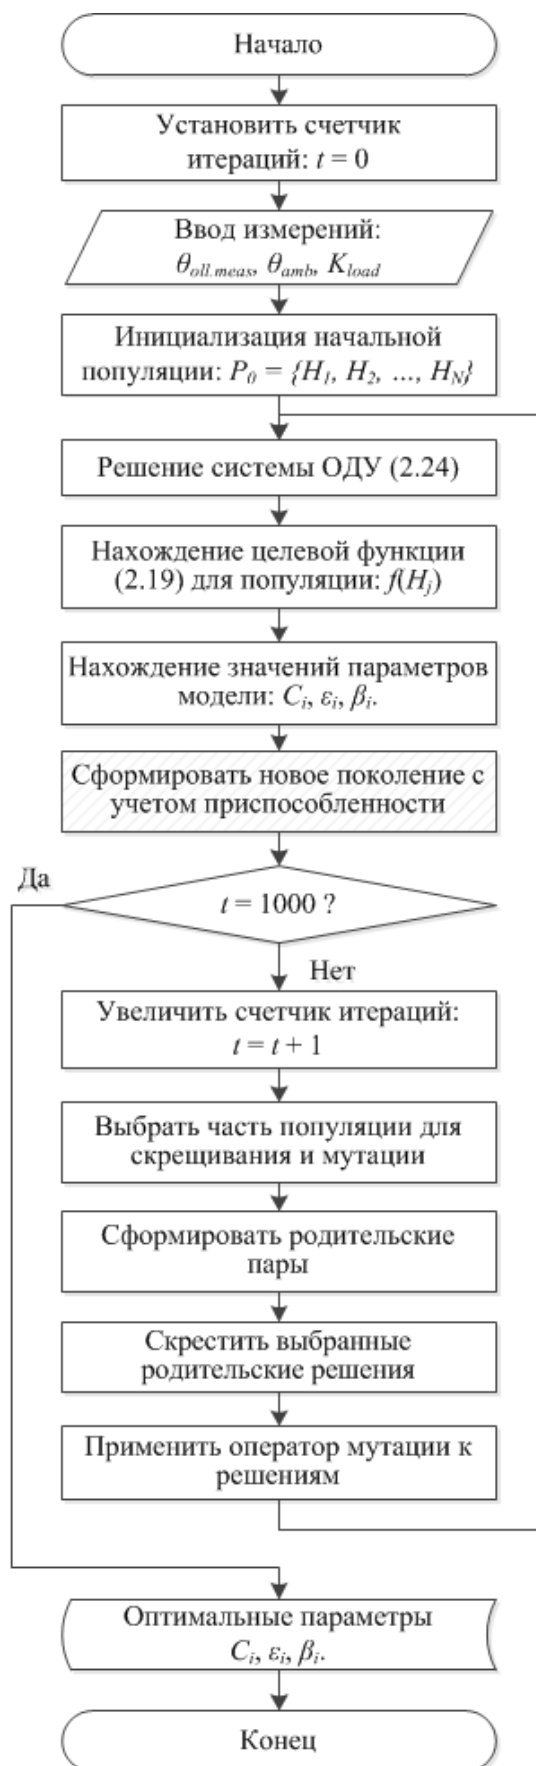 Начало
Установить счетчик
итераций: t = 0
Ввод измерений:
θoll.meas, θamb, Kload
Инициализация начальной
популяции: P0 = {H1, H2, ..., HN}
Решение системы ОДУ (2.24)
Нахождение целевой функции
(2.19) для популяции: f(Hj)
Нахождение значений параметров
модели: Ci, εi, βi.
Сформировать новое поколение с
учетом приспособленности
Да
t = 1000 ?
Нет
Увеличить счетчик итераций:
t = t + 1
Выбрать часть популяции для
скрещивания и мутации
Сформировать родительские
пары
Скрестить выбранные
родительские решения
Применить оператор мутации к
решениям
Оптимальные параметры
Ci, εi, βi.
Конец